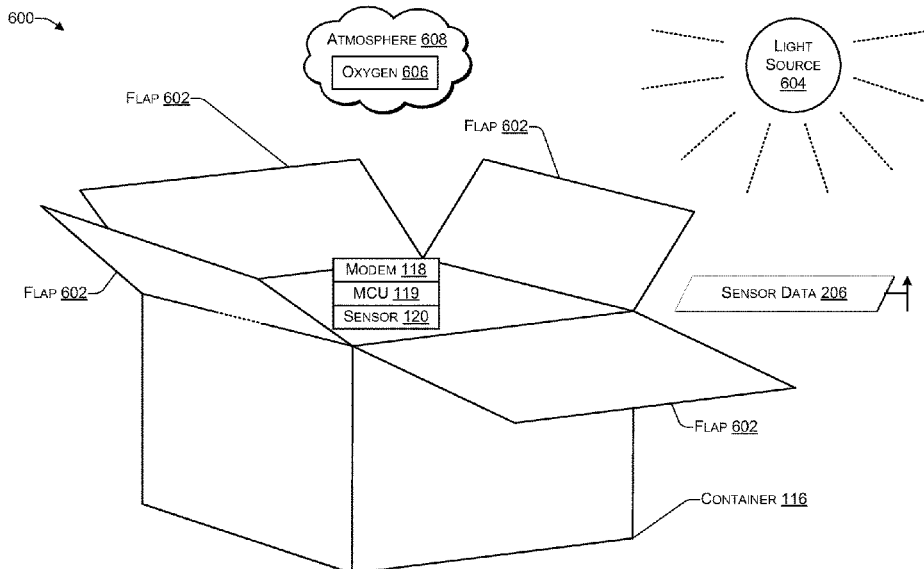 600
ATMOSPHERE 608
OXYGEN 606
LIGHT
SOURCE
604
FLAP 602
FLAP 602
MODEM 118
MCU 119
SENSOR 120
FLAP 602
SENSOR DATA 206
FLAP 602
CONTAINER 116